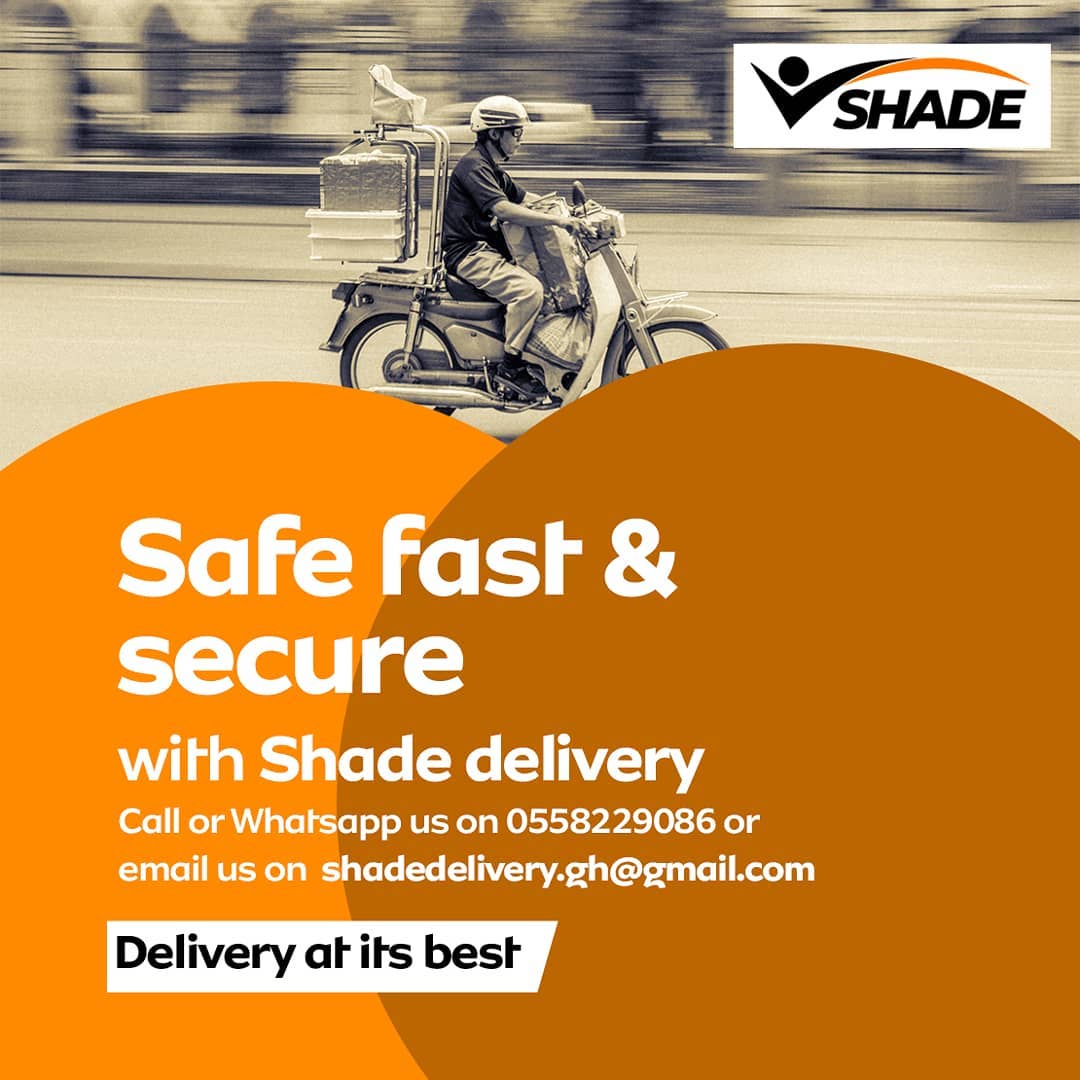 SHADE
Safe fast &
secure
with Shade delivery
Call or Whatsapp us on 0558229086 or
email us on shadedelivery.gh@gmail.com
Delivery at its best